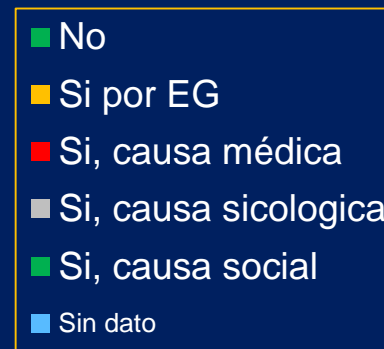 No
Si por EG
Si, causa médica
Si, causa sicologica
Si, causa social
Sin dato